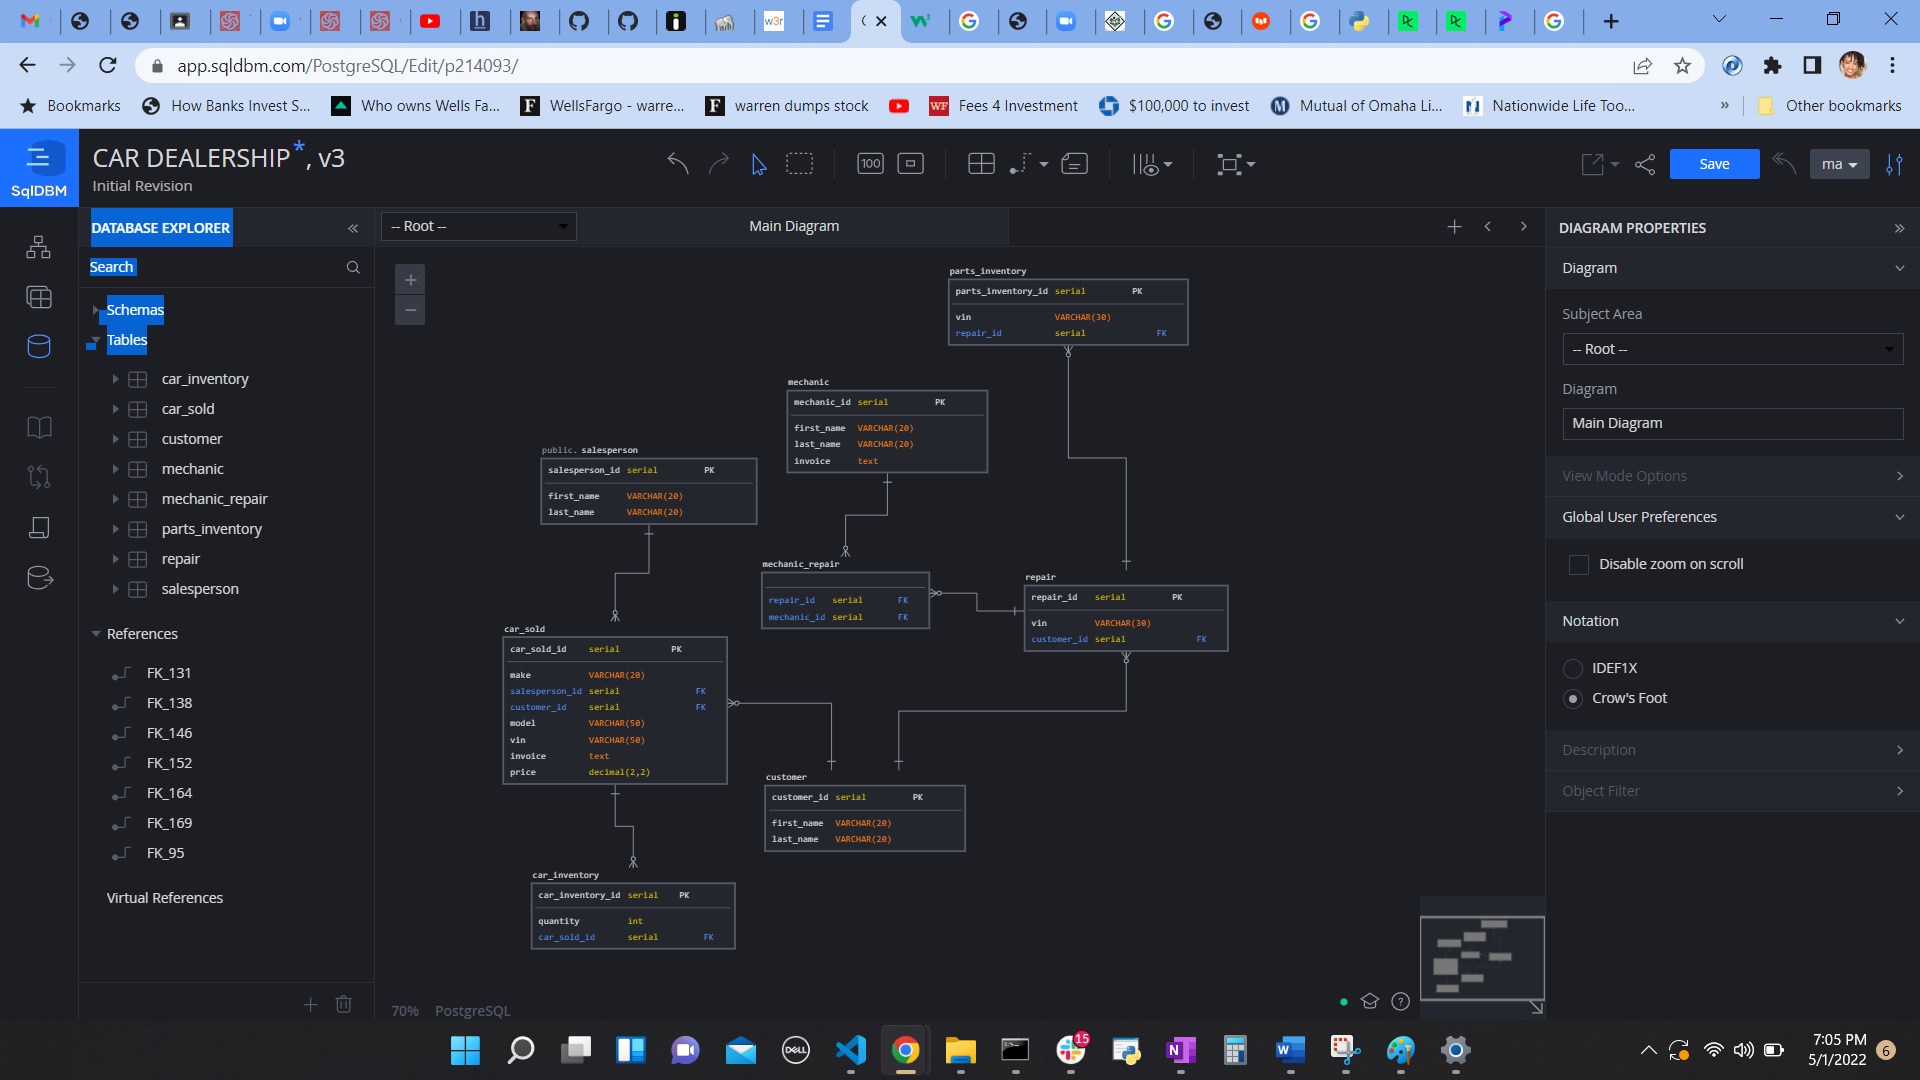 app.sqldbm.com/PostgreSQL/Edit/p214093/
Bookmarks
How Banks Invest S...
Who owns Wells Fa...
WellsFargo - warre...
warren dumps stock
Fees 4 Investment
$100,000 to invest
Mutual of Omaha Li...
Nationwide Life Too...
»
Other bookmarks
SqlDBM
CAR DEALERSHIP*, v3
Initial Revision
100
Save
ma
DATABASE EXPLORER
«
-- Root --
Main Diagram
DIAGRAM PROPERTIES
»
Search
Schemas
Tables
car_inventory
car_sold
customer
mechanic
mechanic_repair
parts_inventory
repair
salesperson
References
FK_131
FK_138
FK_146
FK_152
FK_164
FK_169
FK_95
Virtual References
parts_inventory
parts_inventory_id serial PK
vin VARCHAR(30)
repair_id serial FK
mechanic
mechanic_id serial PK
first_name VARCHAR(20)
last_name VARCHAR(20)
invoice text
public. salesperson
salesperson_id serial PK
first_name VARCHAR(20)
last_name VARCHAR(20)
mechanic_repair
repair_id serial FK
mechanic_id serial FK
repair
repair_id serial PK
vin VARCHAR(30)
customer_id serial FK
car_sold
car_sold_id serial PK
make VARCHAR(20)
salesperson_id serial FK
customer_id serial FK
model VARCHAR(50)
vin VARCHAR(50)
invoice text
price decimal(2,2)
customer
customer_id serial PK
first_name VARCHAR(20)
last_name VARCHAR(20)
car_inventory
car_inventory_id serial PK
quantity int
car_sold_id serial FK
70% PostgreSQL
Diagram
Subject Area
-- Root --
Diagram
Main Diagram
View Mode Options
Global User Preferences
Disable zoom on scroll
Notation
IDEF1X
Crow's Foot
Description
Object Filter
DELL
15
7:05 PM
5/1/2022
6